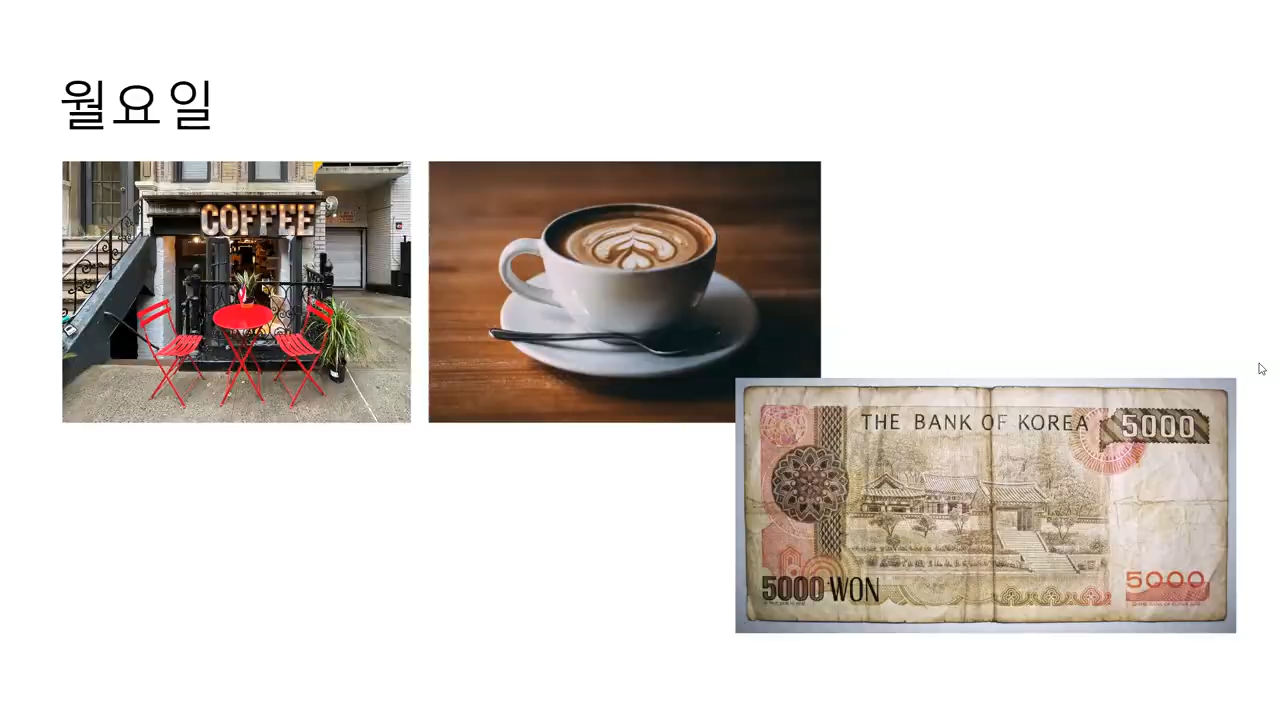 월요일
COFFEE
THE BANK OF KOREA
5000
5000 WON
5000